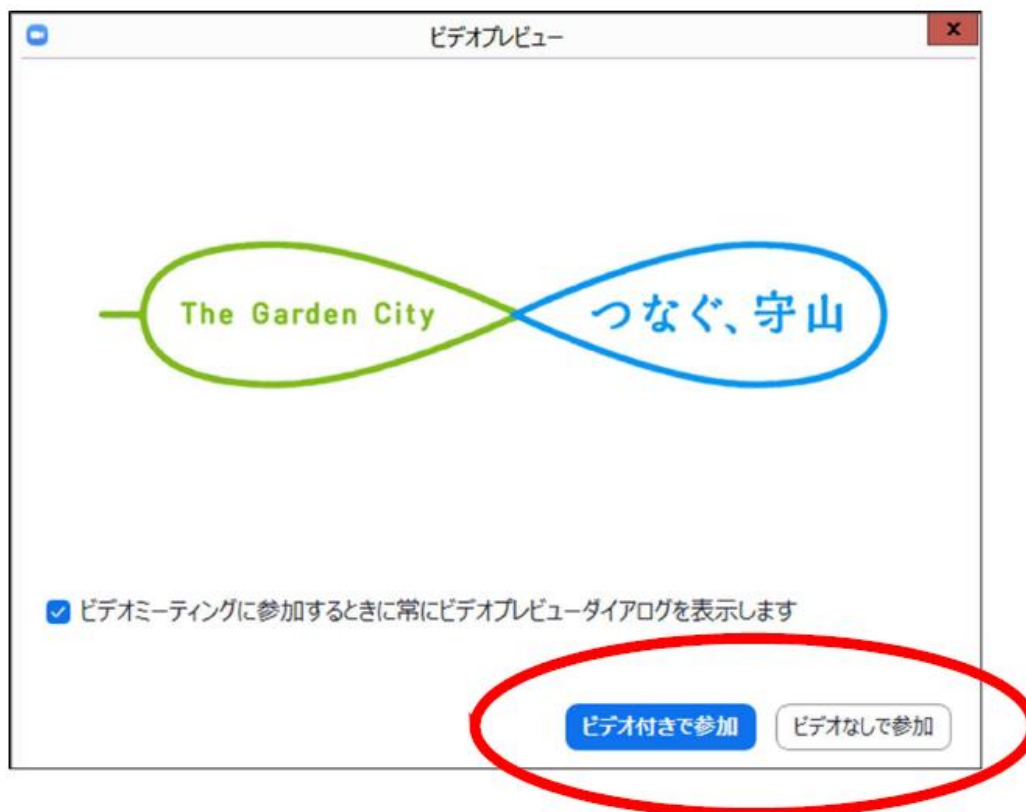 ビデオプレビュー
x
The Garden City
つなぐ、守山
ビデオミーティングに参加するときに常にビデオプレビューダイアログを表示します
ビデオ付きで参加
ビデオなしで参加